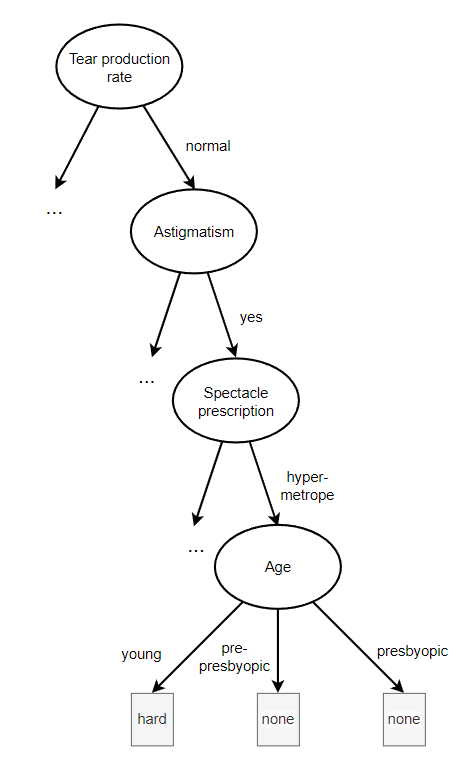 Tear production
rate
normal
...
Astigmatism
yes
...
Spectacle
prescription
hyper-
metrope
...
Age
young
pre-
presbyopic
presbyopic
hard
none
none